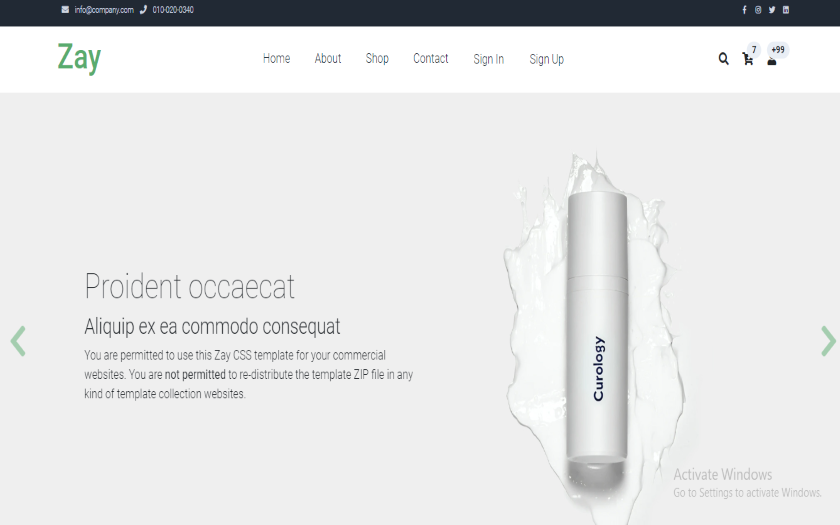 info@company.com 010-020-0340
Zay Home About Shop Contact Sign In Sign Up 7 +99
Proident occaecat
Aliquip ex ea commodo consequat
You are permitted to use this Zay CSS template for your commercial
websites. You are not permitted to re-distribute the template ZIP file in any
kind of template collection websites.
Curology
Activate Windows
Go to Settings to activate Windows.